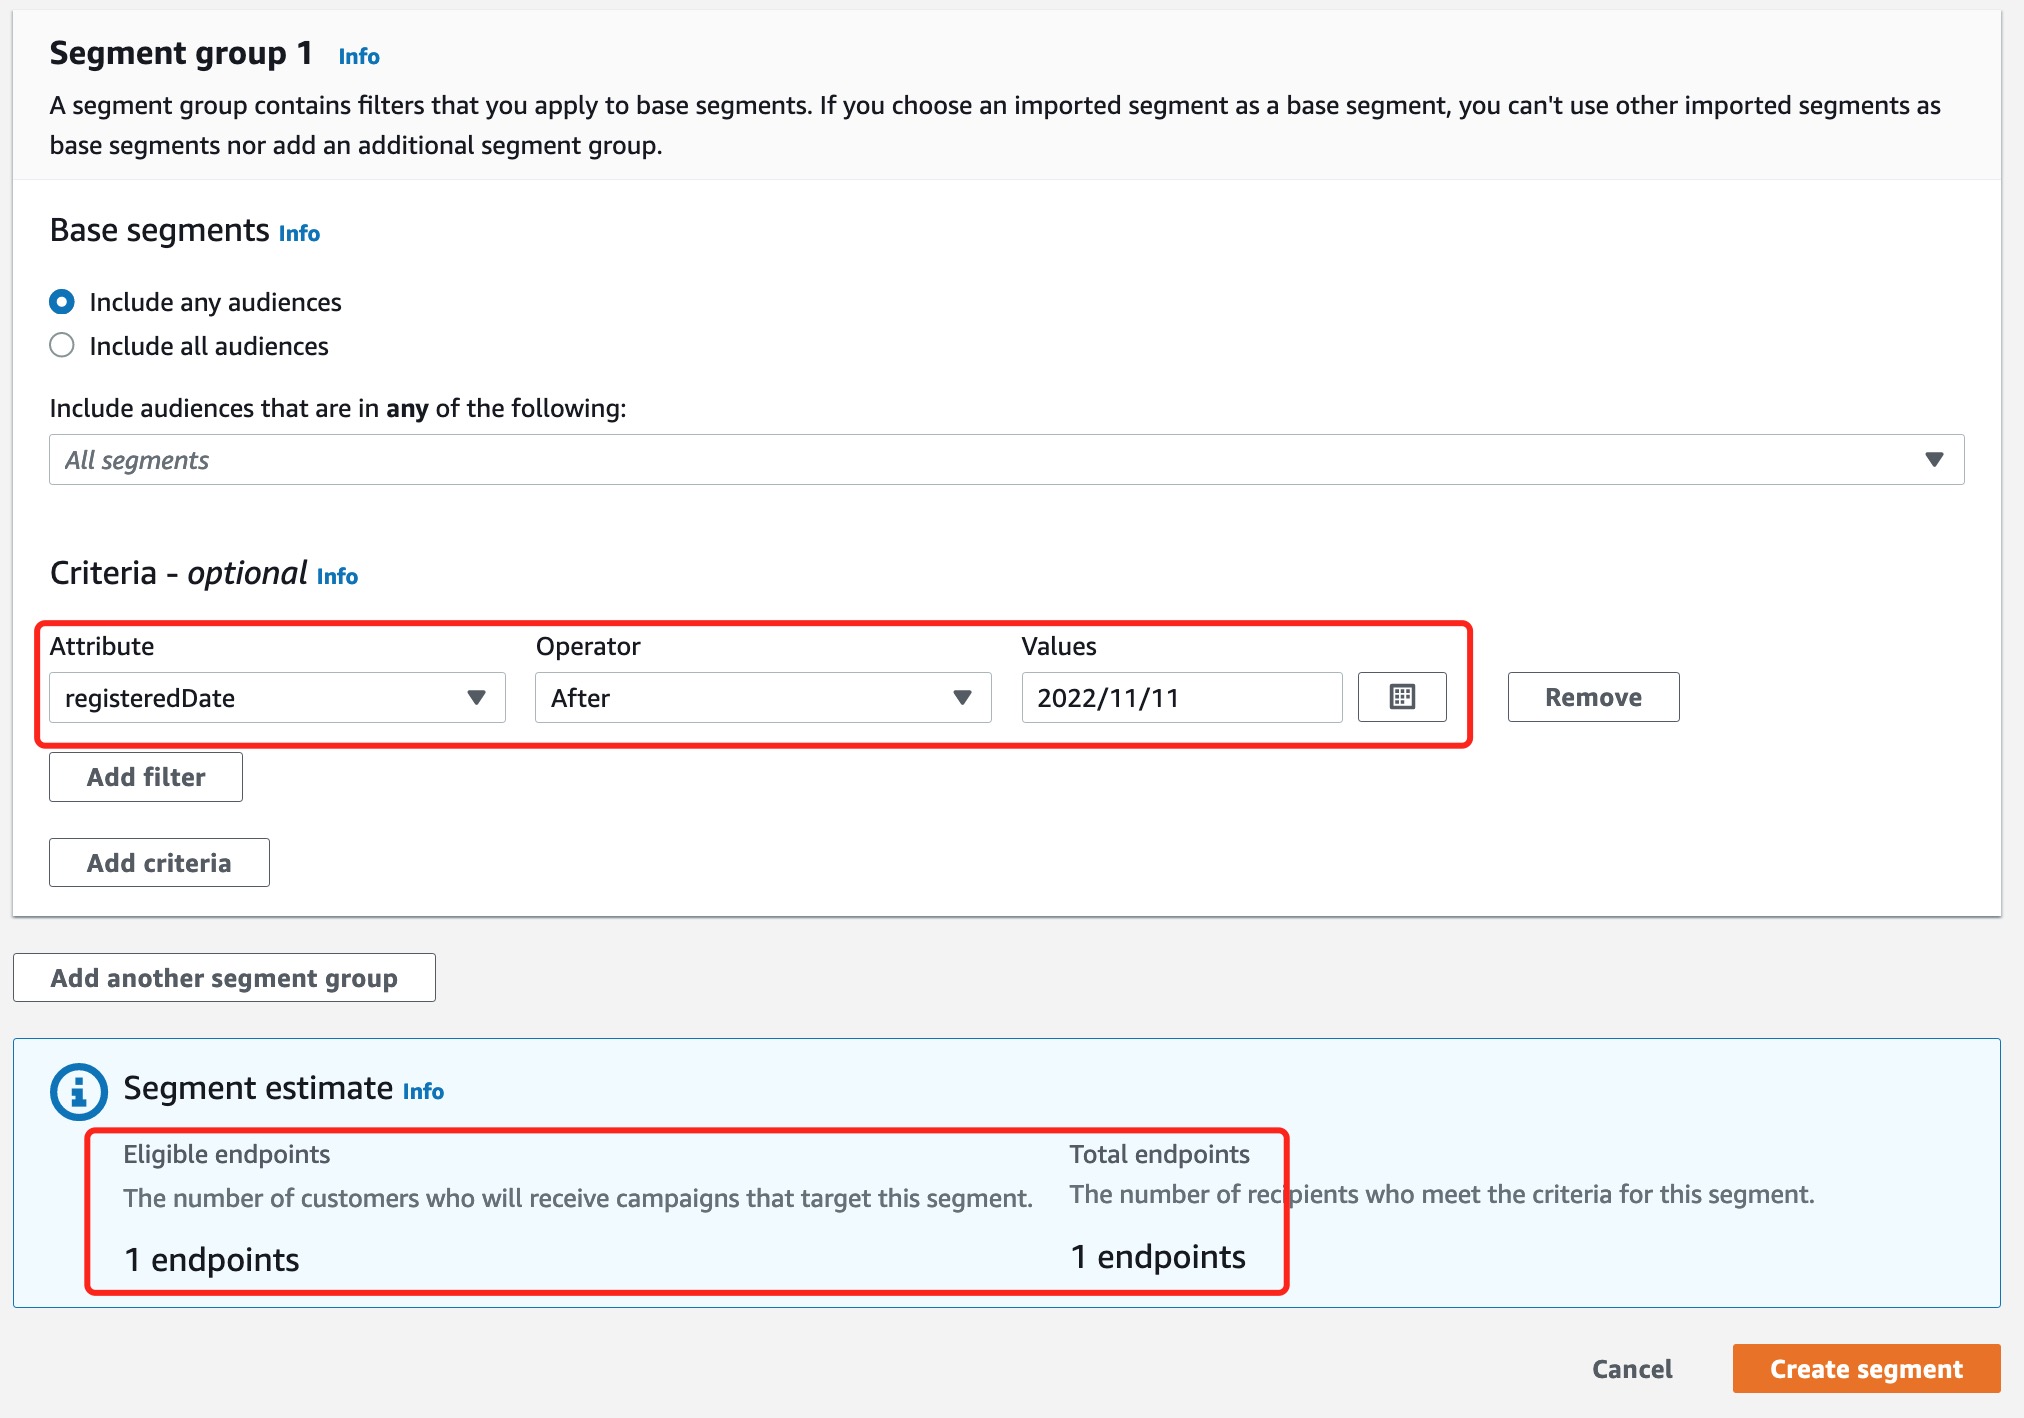 Segment group 1 Info
A segment group contains filters that you apply to base segments. If you choose an imported segment as a base segment, you can't use other imported segments as
base segments nor add an additional segment group.
Base segments Info
Include any audiences
Include all audiences
Include audiences that are in any of the following:
All segments
Criteria - optional Info
Attribute Operator Values
registeredDate After 2022/11/11 Remove
Add filter
Add criteria
Add another segment group
Segment estimate Info
Eligible endpoints Total endpoints
The number of customers who will receive campaigns that target this segment. The number of recipients who meet the criteria for this segment.
1 endpoints 1 endpoints
Cancel Create segment